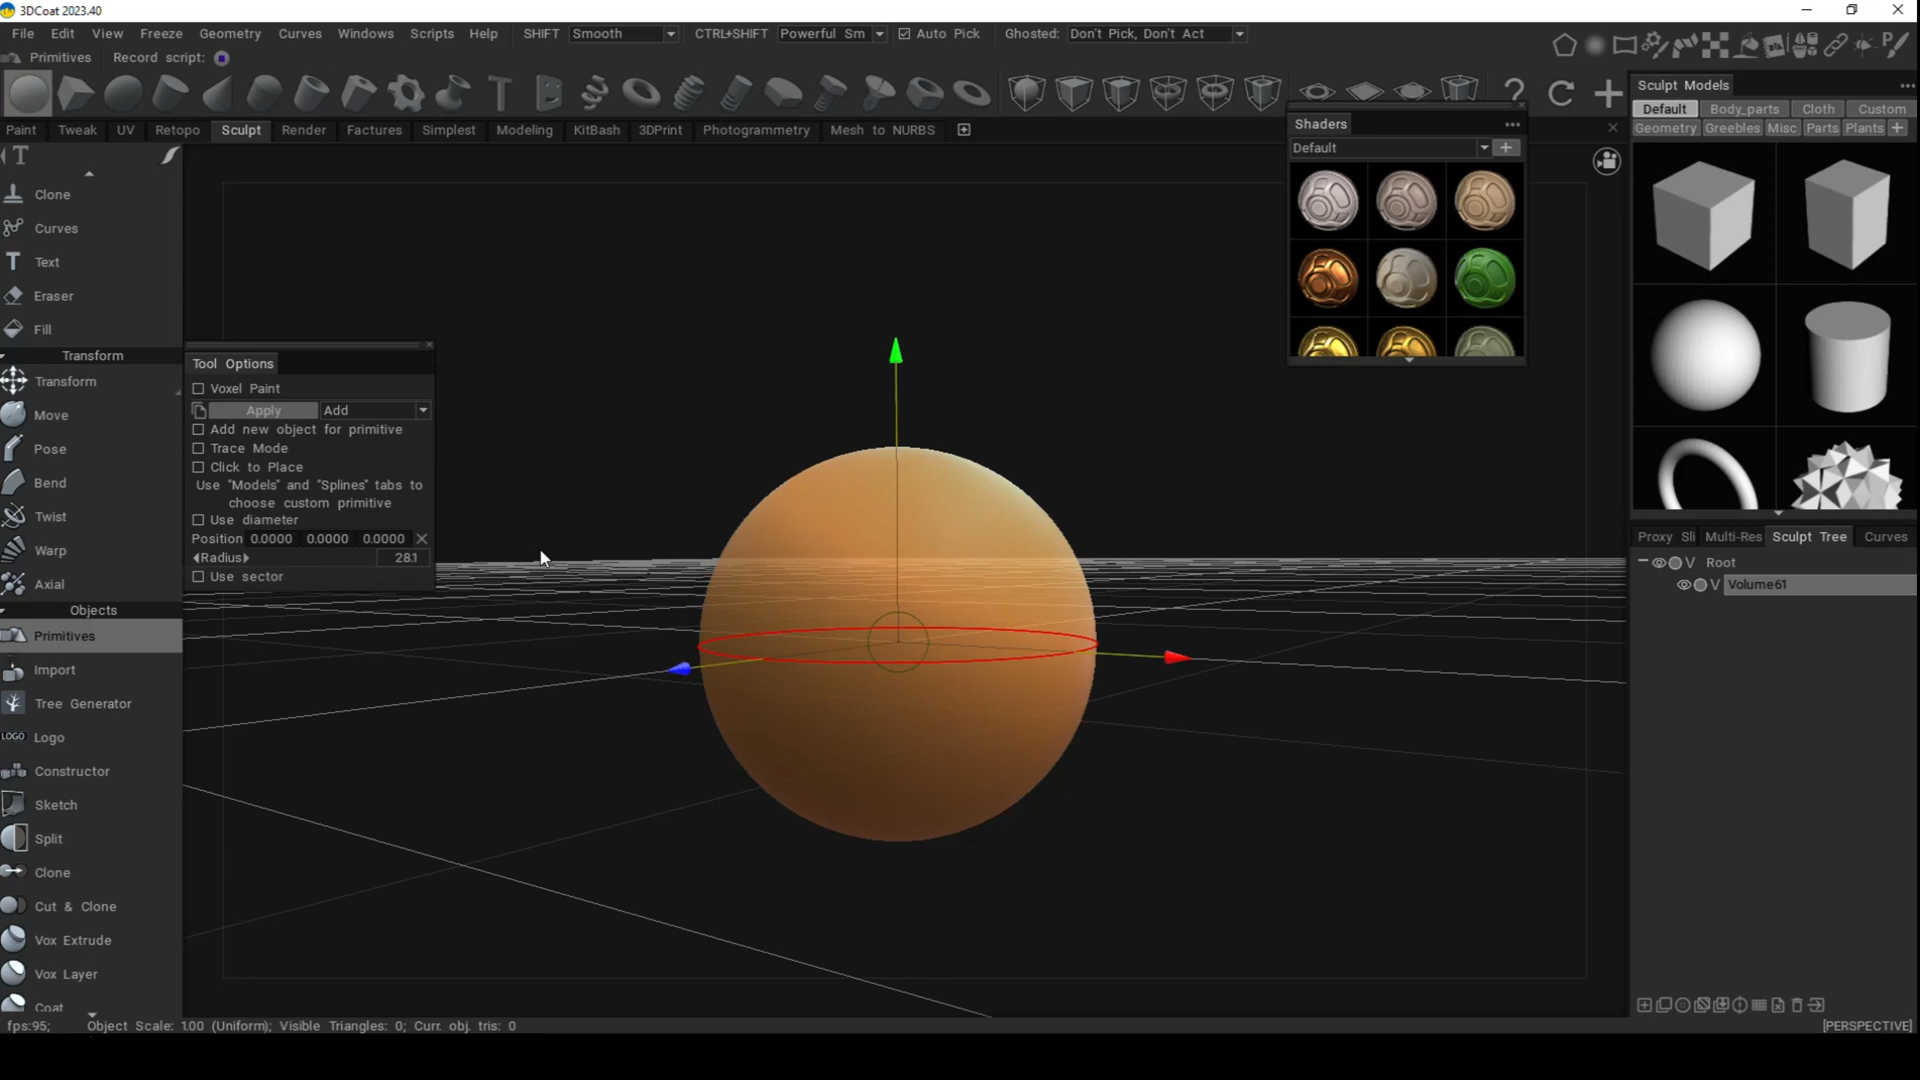 3DCoat 2023.40
File Edit View Freeze Geometry Curves Windows Scripts Help SHIFT Smooth CTRL+SHIFT Powerful Sm Auto Pick Ghosted: Don't Pick, Don't Act
Primitives Record script:
Paint Tweak UV Retopo Sculpt Render Factures Simplest Modeling KitBash 3DPrint Photogrammetry Mesh to NURBS
Clone
Curves
Text
Eraser
Fill
Transform
Transform
Move
Pose
Bend
Twist
Warp
Axial
Objects
Primitives
Import
Tree Generator
LOGO Logo
Constructor
Sketch
Split
Clone
Cut & Clone
Vox Extrude
Vox Layer
Coat
Tool Options
Voxel Paint
Apply Add
Add new object for primitive
Trace Mode
Click to Place
Use "Models" and "Splines" tabs to
choose custom primitive
Use diameter
Position 0.0000 0.0000 0.0000
Radius 28.1
Use sector
Shaders
Default
Sculpt Models
Default Body_parts Cloth Custom
Geometry Greebles Misc Parts Plants
Proxy Sli Multi-Res Sculpt Tree Curves
V Root
V Volume61
fps:95; Object Scale: 1.00 (Uniform); Visible Triangles: 0; Curr. obj. tris: 0
[PERSPECTIVE]